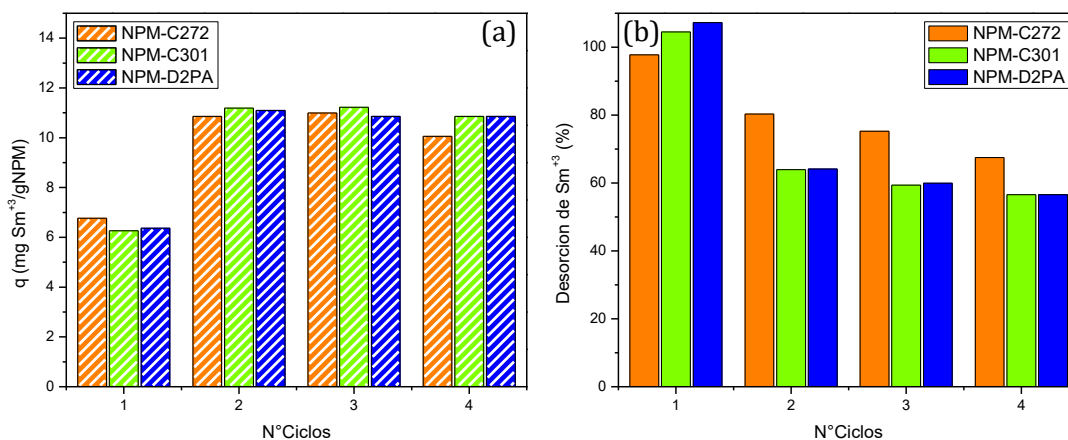 (a)
NPM-C272
NPM-C301
NPM-D2PA
14
12
10
8
6
4
2
0
q (mg Sm⁺³/gNPM)
1 2 3 4
N°Ciclos
(b)
NPM-C272
NPM-C301
NPM-D2PA
100
80
60
40
20
0
Desorcion de Sm⁺³ (%)
1 2 3 4
N°Ciclos